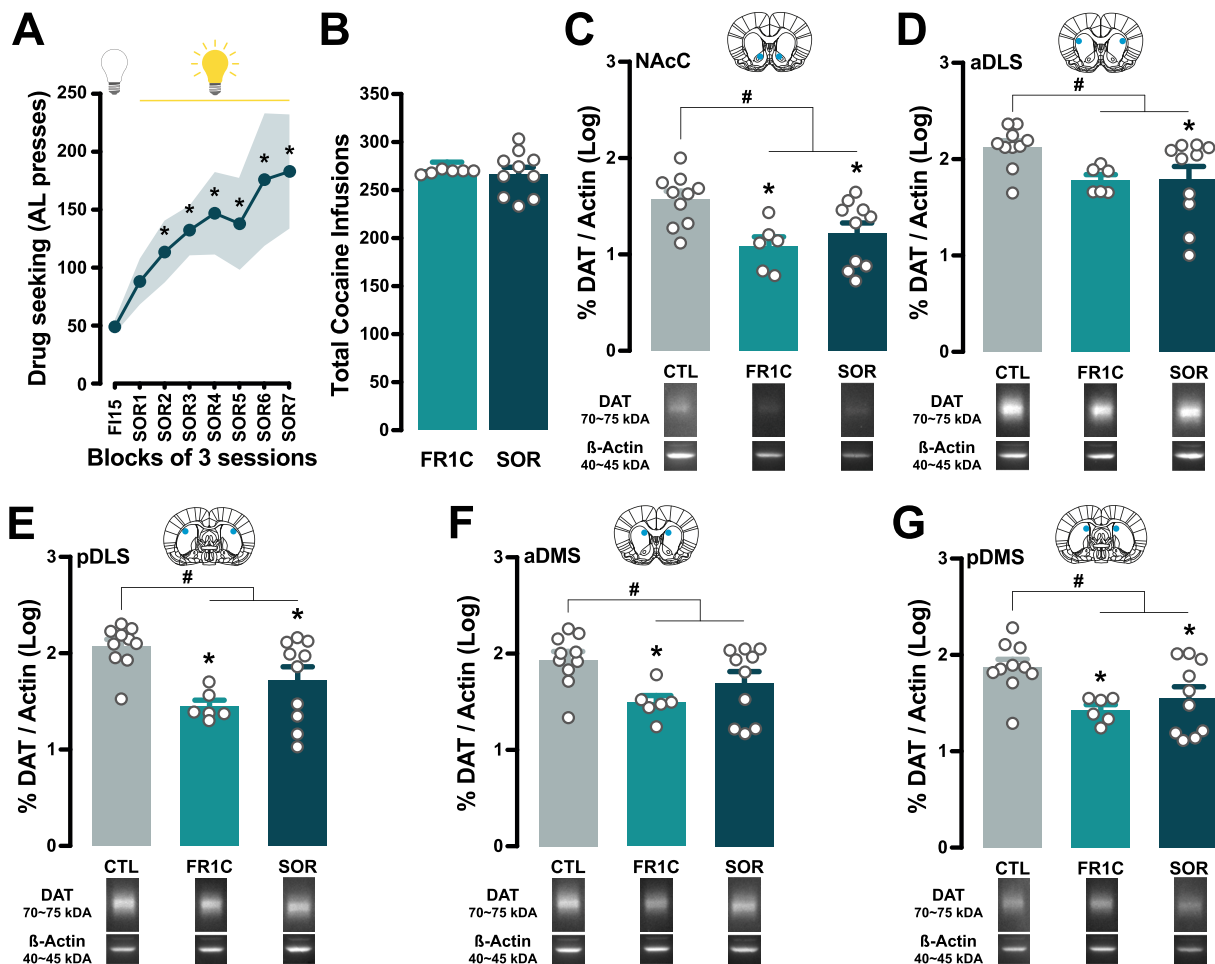 A
Drug seeking (AL presses)
250
200
150
100
50
0
* * * * * *
FI15 SOR1 SOR2 SOR3 SOR4 SOR5 SOR6 SOR7
Blocks of 3 sessions
B
Total Cocaine Infusions
350
300
250
200
150
100
50
0
FR1C SOR
C
NAcC
% DAT / Actin (Log)
3
2
1
0
#
* *
CTL FR1C SOR
DAT
70~75 kDA
ß-Actin
40~45 kDA
D
aDLS
% DAT / Actin (Log)
3
2
1
0
#
*
CTL FR1C SOR
DAT
70~75 kDA
ß-Actin
40~45 kDA
E
pDLS
% DAT / Actin (Log)
3
2
1
0
#
* *
CTL FR1C SOR
DAT
70~75 kDA
ß-Actin
40~45 kDA
F
aDMS
% DAT / Actin (Log)
3
2
1
0
#
*
CTL FR1C SOR
DAT
70~75 kDA
ß-Actin
40~45 kDA
G
pDMS
% DAT / Actin (Log)
3
2
1
0
#
* *
CTL FR1C SOR
DAT
70~75 kDA
ß-Actin
40~45 kDA